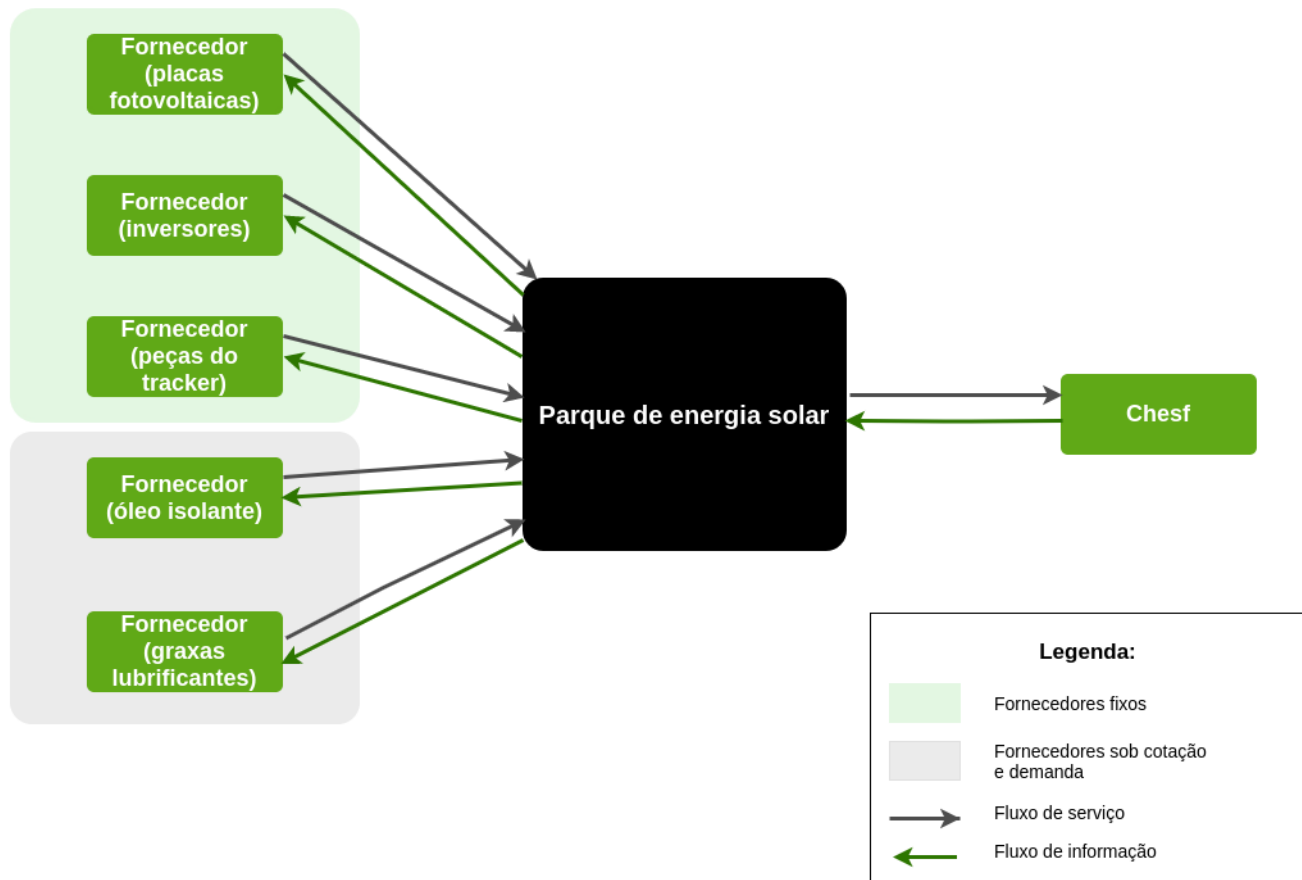 Fornecedor
(placas
fotovoltaicas)
Fornecedor
(inversores)
Fornecedor
(peças do
tracker)
Fornecedor
(óleo isolante)
Fornecedor
(graxas
lubrificantes)
Parque de energia solar
Chesf
Legenda:
Fornecedores fixos
Fornecedores sob cotação
e demanda
Fluxo de serviço
Fluxo de informação